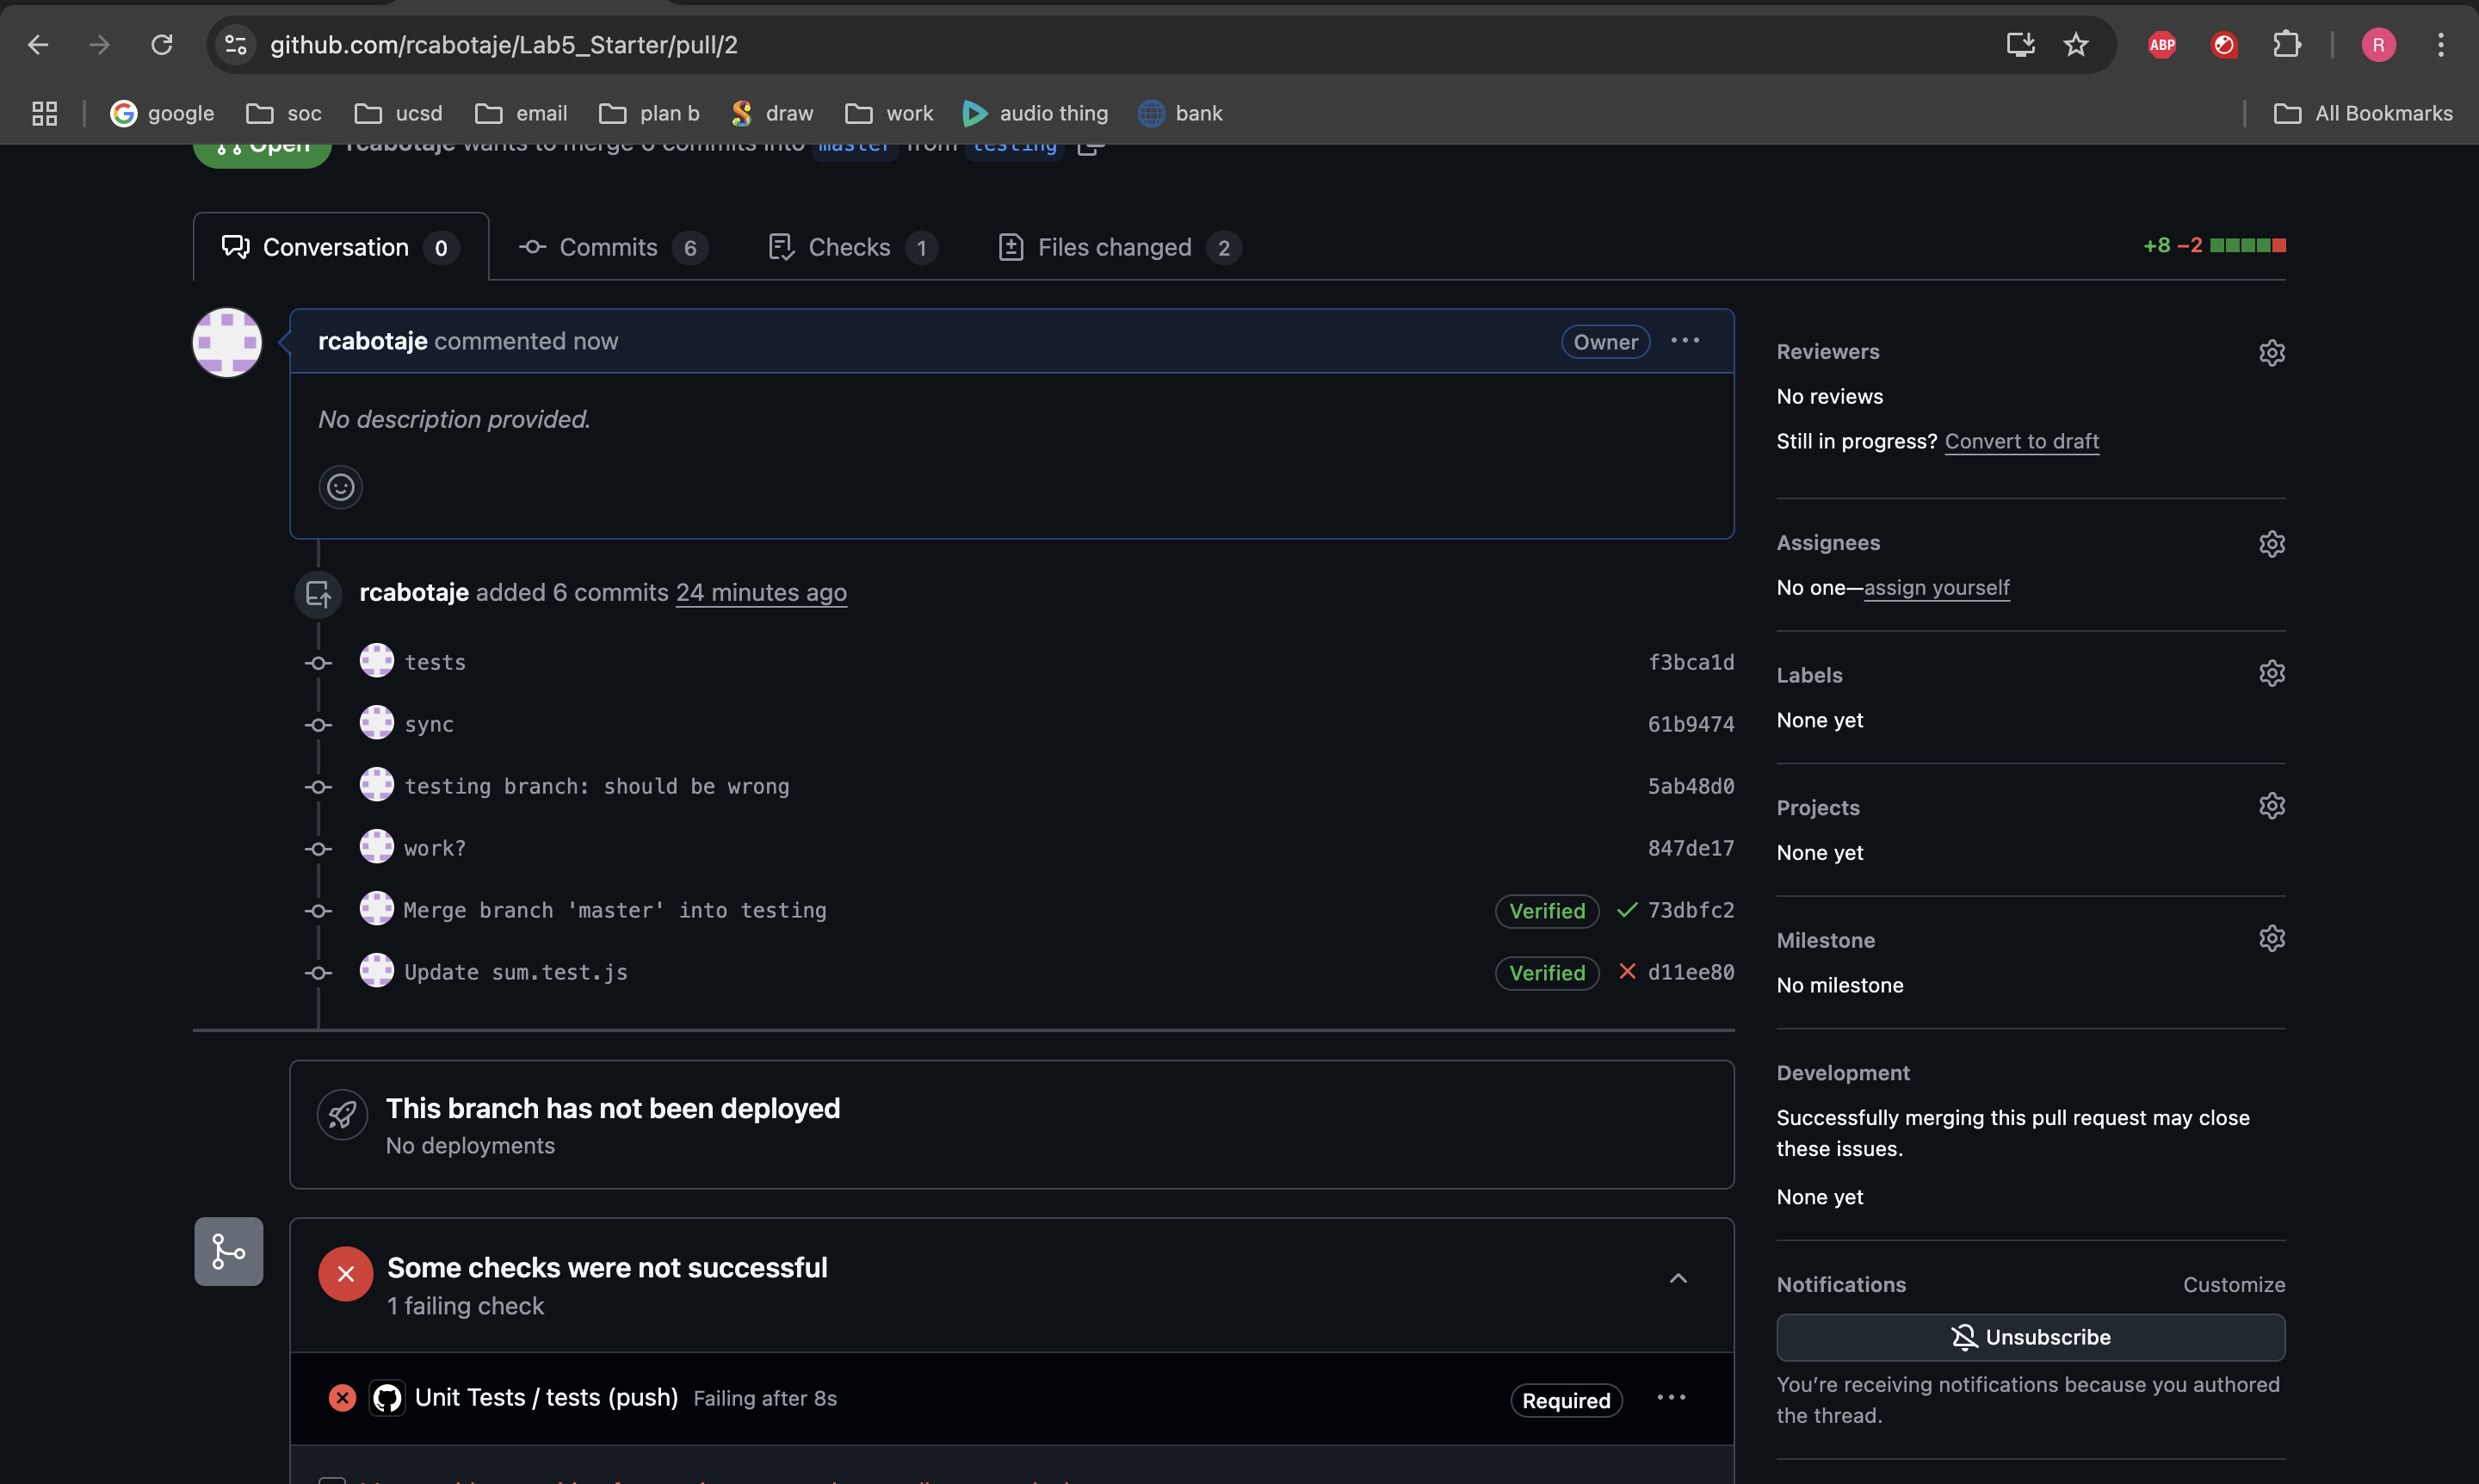 github.com/rcabotaje/Lab5_Starter/pull/2
ABP
R
google
soc
ucsd
email
plan b
draw
work
audio thing
bank
All Bookmarks
Open
rcabotaje wants to merge 6 commits into master from testing
Conversation 0
Commits 6
Checks 1
Files changed 2
+8 −2
rcabotaje commented now
Owner
No description provided.
rcabotaje added 6 commits 24 minutes ago
tests f3bca1d
sync 61b9474
testing branch: should be wrong 5ab48d0
work? 847de17
Merge branch 'master' into testing Verified 73dbfc2
Update sum.test.js Verified d11ee80
This branch has not been deployed
No deployments
Some checks were not successful
1 failing check
Unit Tests / tests (push) Failing after 8s Required
Reviewers
No reviews
Still in progress? Convert to draft
Assignees
No one—assign yourself
Labels
None yet
Projects
None yet
Milestone
No milestone
Development
Successfully merging this pull request may close
these issues.
None yet
Notifications Customize
Unsubscribe
You’re receiving notifications because you authored
the thread.